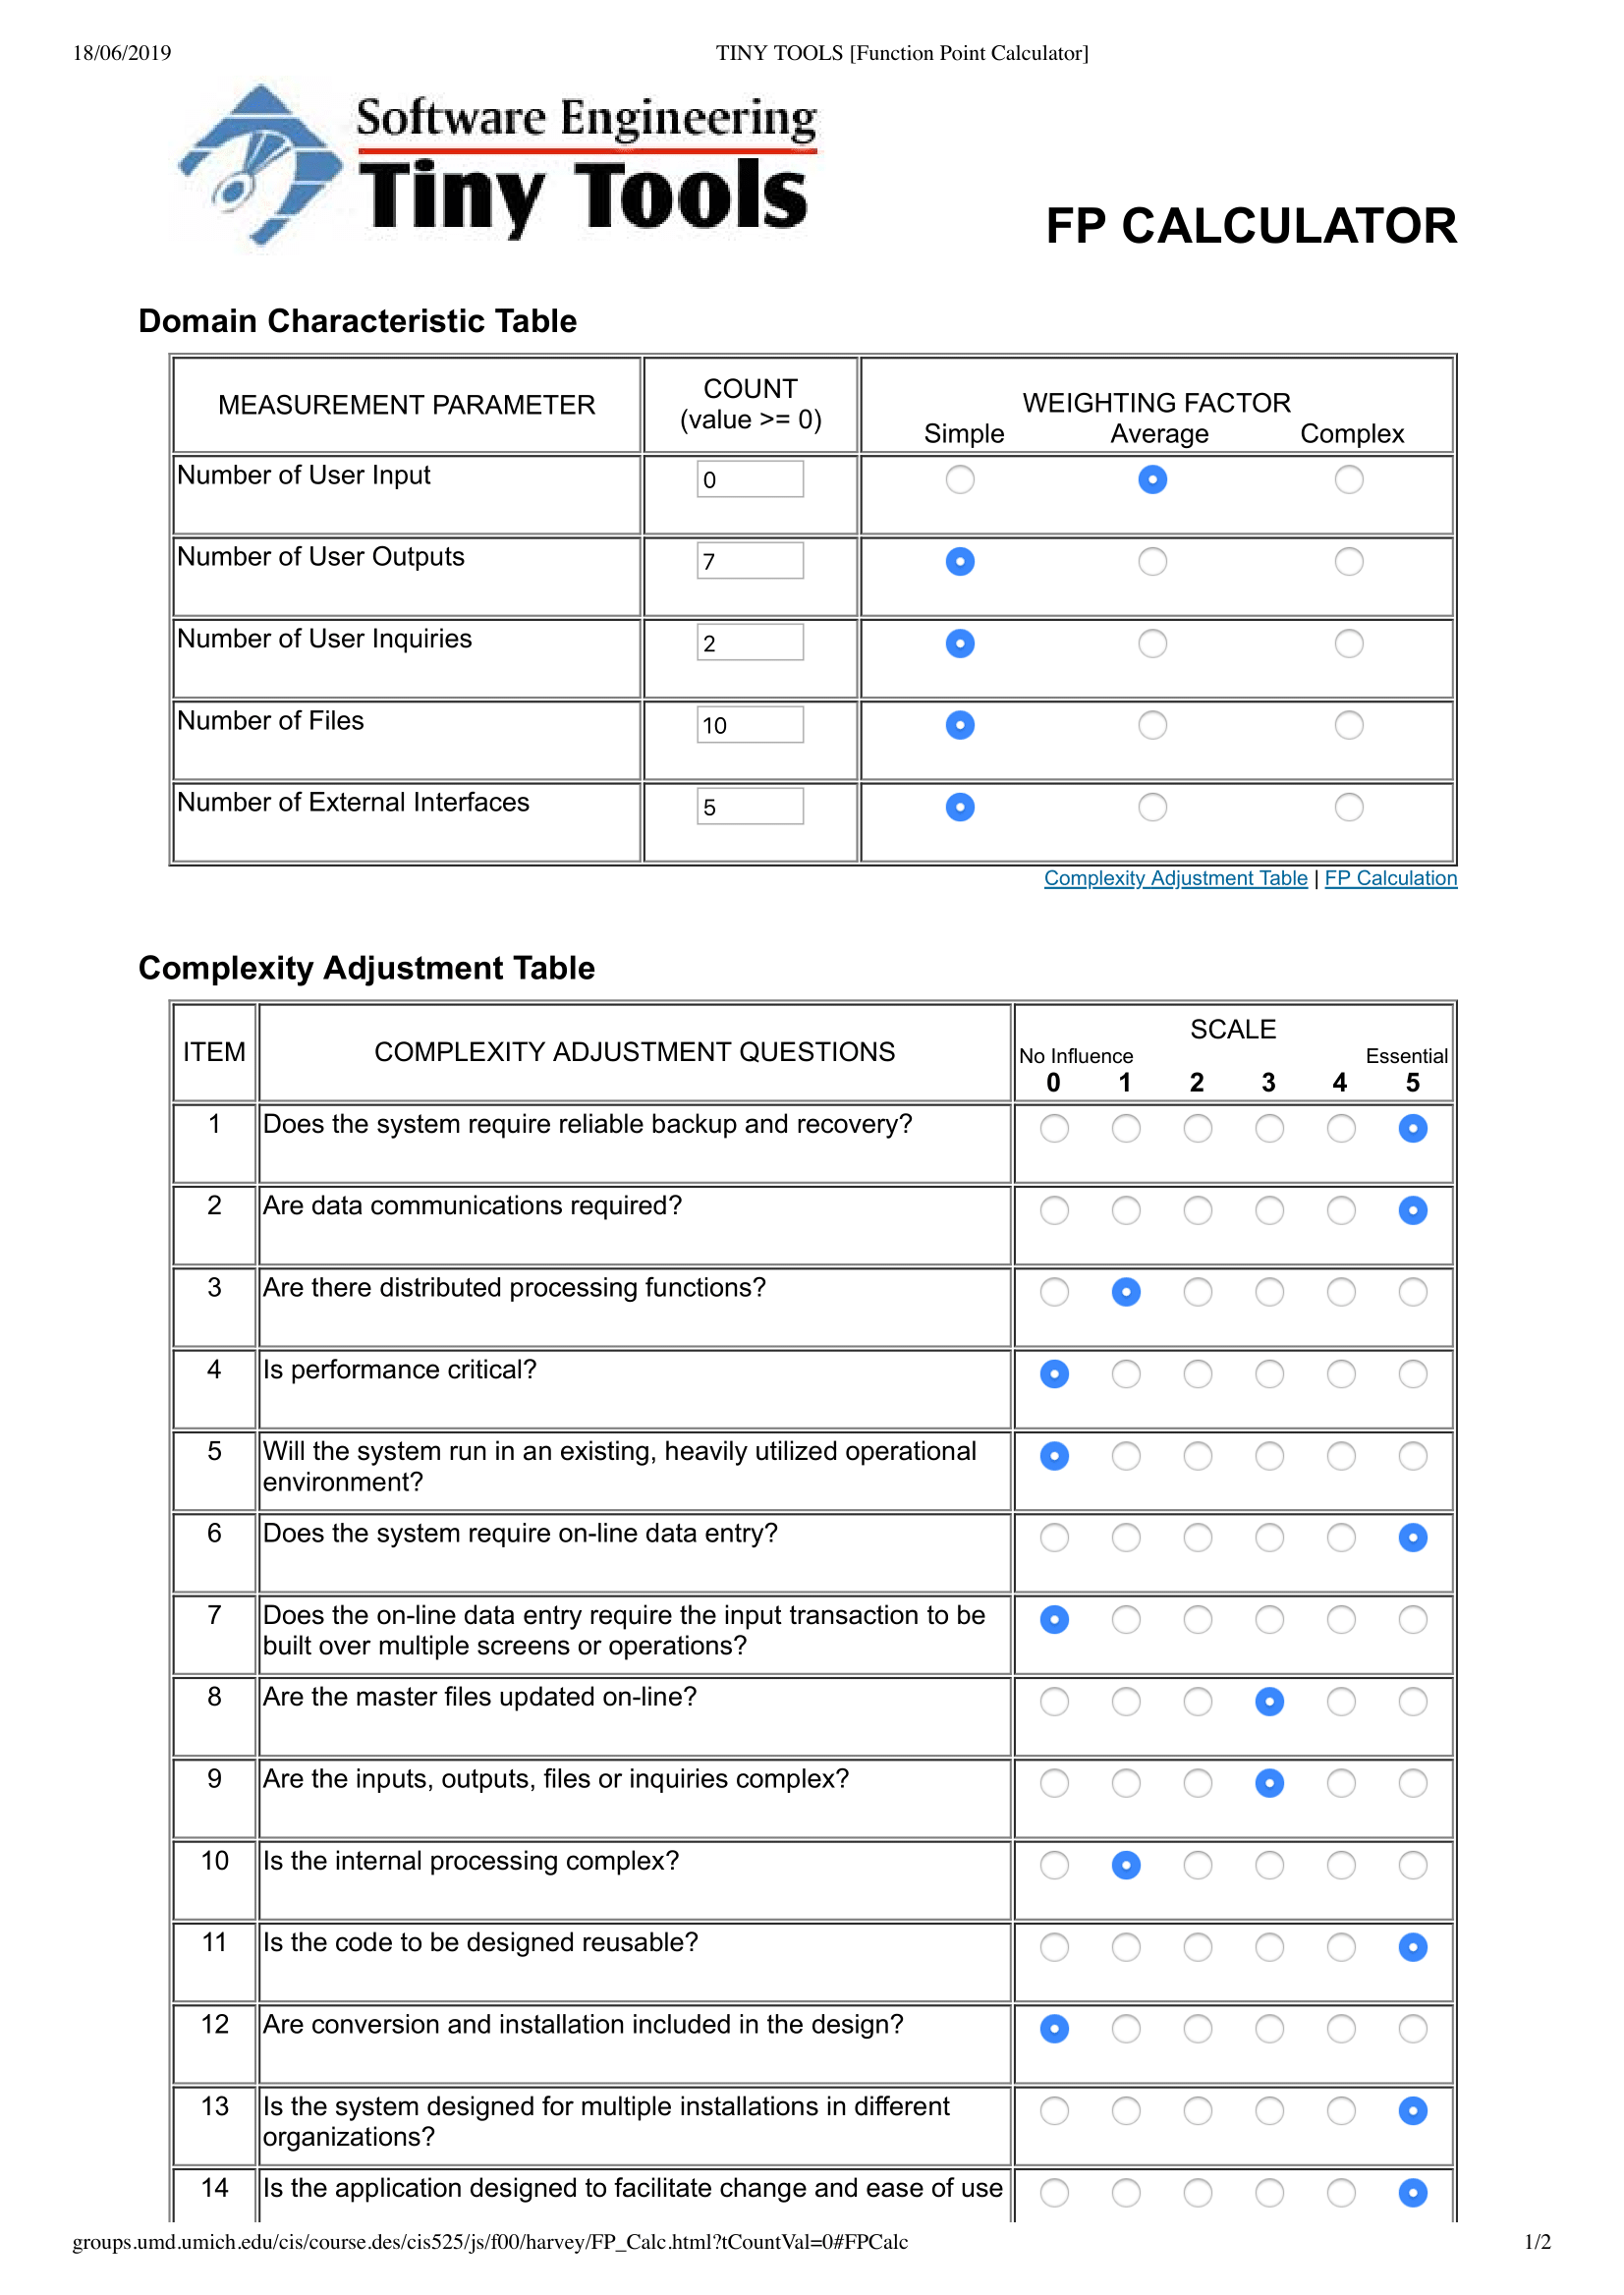 18/06/2019 TINY TOOLS [Function Point Calculator]
Software Engineering
Tiny Tools
FP CALCULATOR
Domain Characteristic Table
MEASUREMENT PARAMETER COUNT (value >= 0) WEIGHTING FACTOR
Simple Average Complex
Number of User Input 0
Number of User Outputs 7
Number of User Inquiries 2
Number of Files 10
Number of External Interfaces 5
Complexity Adjustment Table | FP Calculation
Complexity Adjustment Table
ITEM COMPLEXITY ADJUSTMENT QUESTIONS SCALE
No Influence Essential
0 1 2 3 4 5
1 Does the system require reliable backup and recovery?
2 Are data communications required?
3 Are there distributed processing functions?
4 Is performance critical?
5 Will the system run in an existing, heavily utilized operational
environment?
6 Does the system require on-line data entry?
7 Does the on-line data entry require the input transaction to be
built over multiple screens or operations?
8 Are the master files updated on-line?
9 Are the inputs, outputs, files or inquiries complex?
10 Is the internal processing complex?
11 Is the code to be designed reusable?
12 Are conversion and installation included in the design?
13 Is the system designed for multiple installations in different
organizations?
14 Is the application designed to facilitate change and ease of use
groups.umd.umich.edu/cis/course.des/cis525/js/f00/harvey/FP_Calc.html?tCountVal=0#FPCalc 1/2